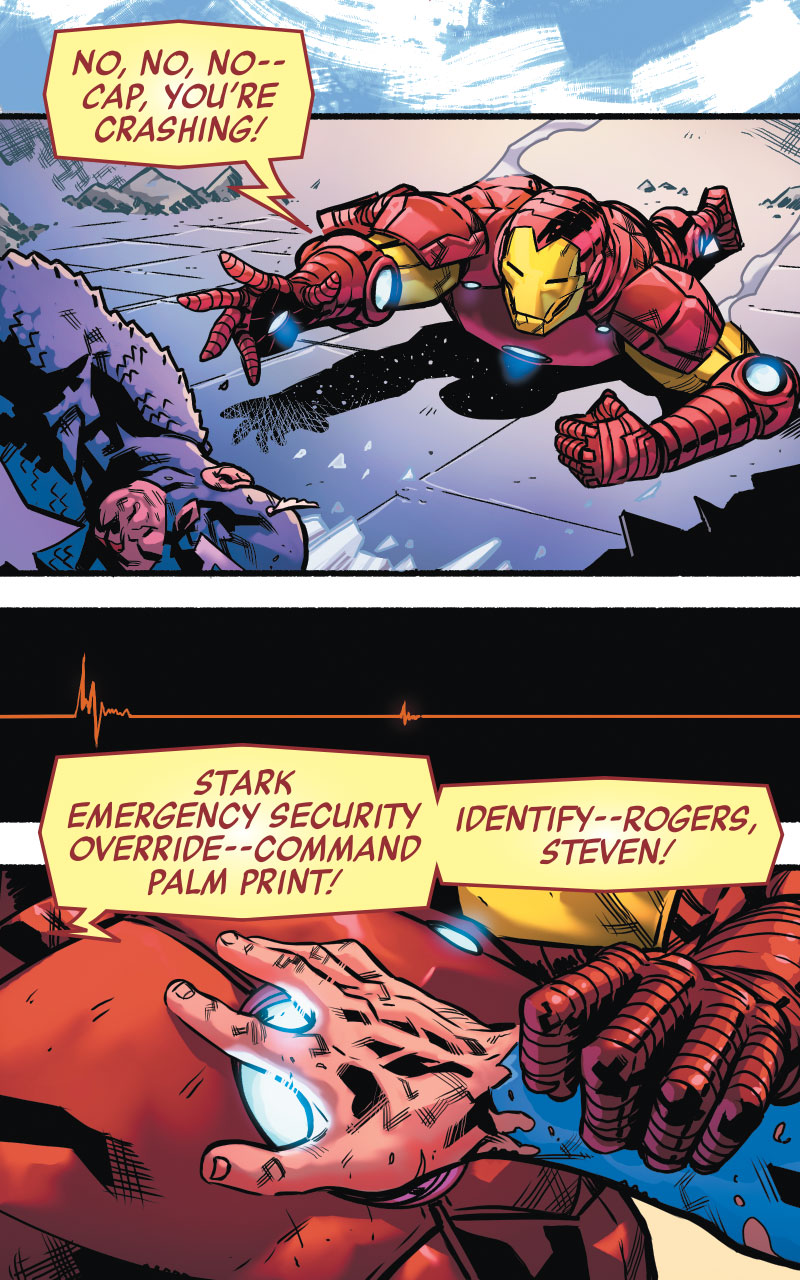 NO, NO, NO--
CAP, YOU'RE
CRASHING!
STARK
EMERGENCY SECURITY
OVERRIDE--COMMAND
PALM PRINT!
IDENTIFY--ROGERS,
STEVEN!